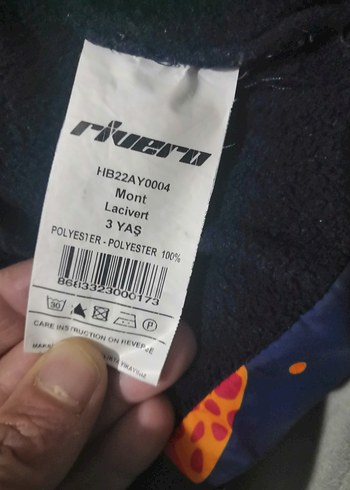 rivero
HB22AY0004
Mont
Lacivert
3 YAŞ
POLYESTER - POLYESTER 100%
8683323000173
30
P
CARE INSTRUCTION ON REVERSE